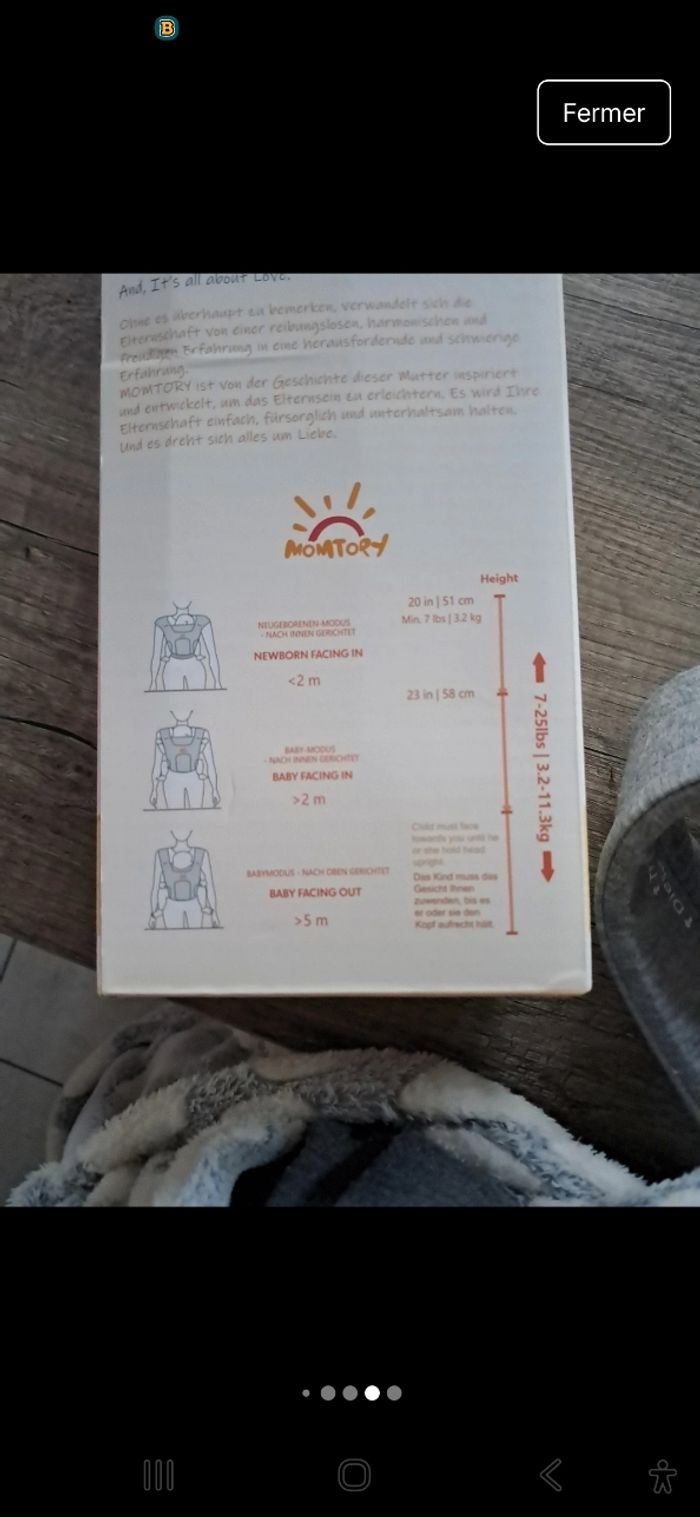 B
Fermer
And, It's all about Love.
Ohne es überhaupt zu bemerken, verwandelt sich die
Elternschaft von einer reibungslosen, harmonischen und
freudigen Erfahrung in eine herausfordernde und schwierige
Erfahrung.
MOMTORY ist von der Geschichte dieser Mutter inspiriert
und entwickelt, um das Elternsein zu erleichtern. Es wird Ihre
Elternschaft einfach, fürsorglich und unterhaltsam halten.
Und es dreht sich alles um Liebe.
MOMTORY
Height
20 in | 51 cm
Min. 7 lbs | 3.2 kg
NEUGEBORENEN-MODUS
- NACH INNEN GERICHTET
NEWBORN FACING IN
<2 m
23 in | 58 cm
7-25lbs | 3.2-11.3kg
BABY-MODUS
- NACH INNEN GERICHTET
BABY FACING IN
>2 m
Child must face
towards you until he
or she hold head
upright.
Das Kind muss das
Gesicht Ihnen
zuwenden, bis es
er oder sie den
Kopf aufrecht hält.
BABYMODUS - NACH OBEN GERICHTET
BABY FACING OUT
>5 m